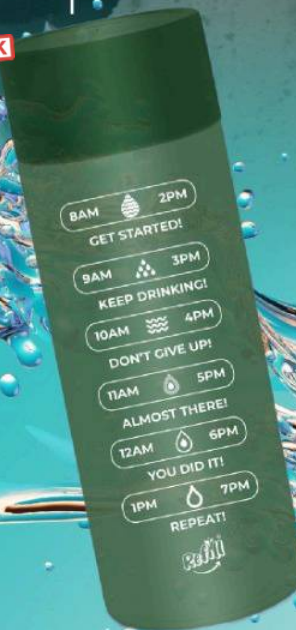 K
8AM 2PM
GET STARTED!
9AM 3PM
KEEP DRINKING!
10AM 4PM
DON'T GIVE UP!
11AM 5PM
ALMOST THERE!
12AM 6PM
YOU DID IT!
1PM 7PM
REPEAT!
Refill